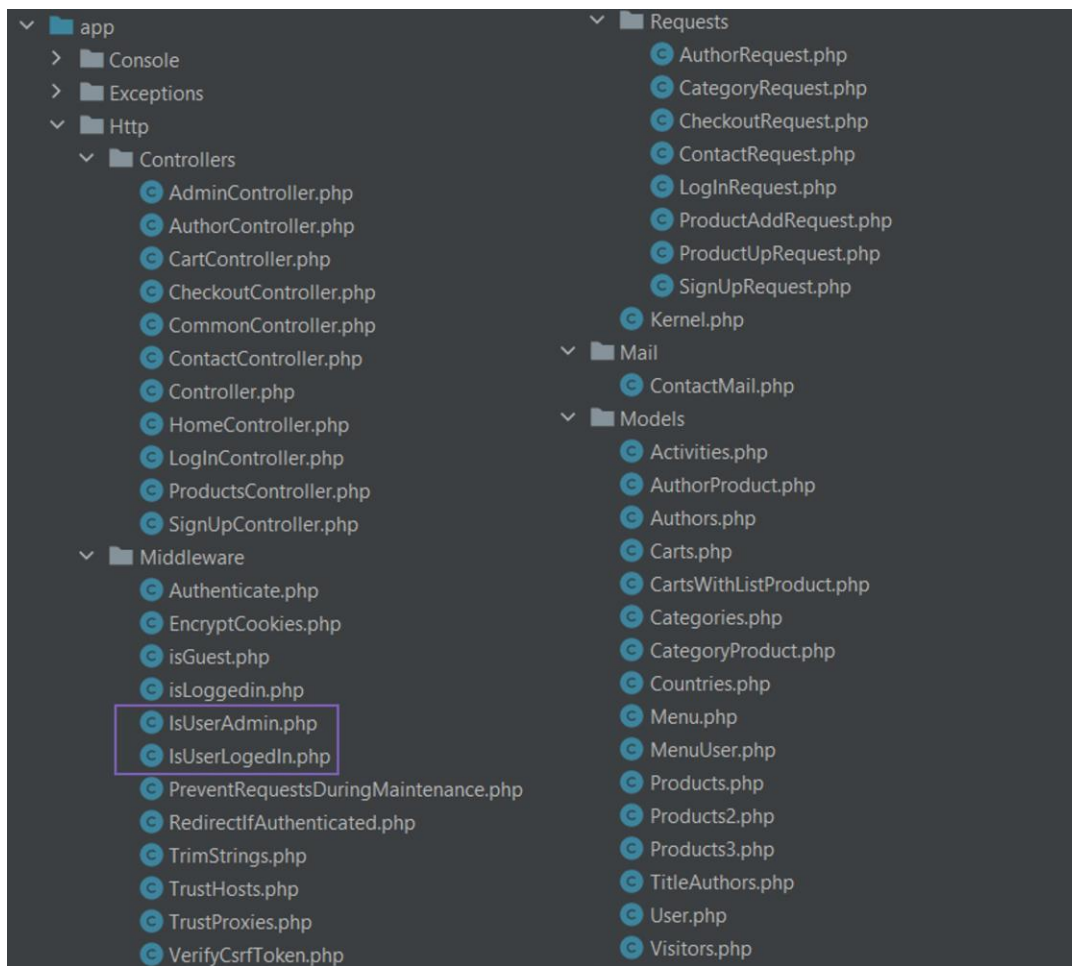 app
Console
Exceptions
Http
Controllers
AdminController.php
AuthorController.php
CartController.php
CheckoutController.php
CommonController.php
ContactController.php
Controller.php
HomeController.php
LogInController.php
ProductsController.php
SignUpController.php
Middleware
Authenticate.php
EncryptCookies.php
isGuest.php
isLoggedin.php
IsUserAdmin.php
IsUserLogedIn.php
PreventRequestsDuringMaintenance.php
RedirectIfAuthenticated.php
TrimStrings.php
TrustHosts.php
TrustProxies.php
VerifyCsrfToken.php
Requests
AuthorRequest.php
CategoryRequest.php
CheckoutRequest.php
ContactRequest.php
LogInRequest.php
ProductAddRequest.php
ProductUpRequest.php
SignUpRequest.php
Kernel.php
Mail
ContactMail.php
Models
Activities.php
AuthorProduct.php
Authors.php
Carts.php
CartsWithListProduct.php
Categories.php
CategoryProduct.php
Countries.php
Menu.php
MenuUser.php
Products.php
Products2.php
Products3.php
TitleAuthors.php
User.php
Visitors.php